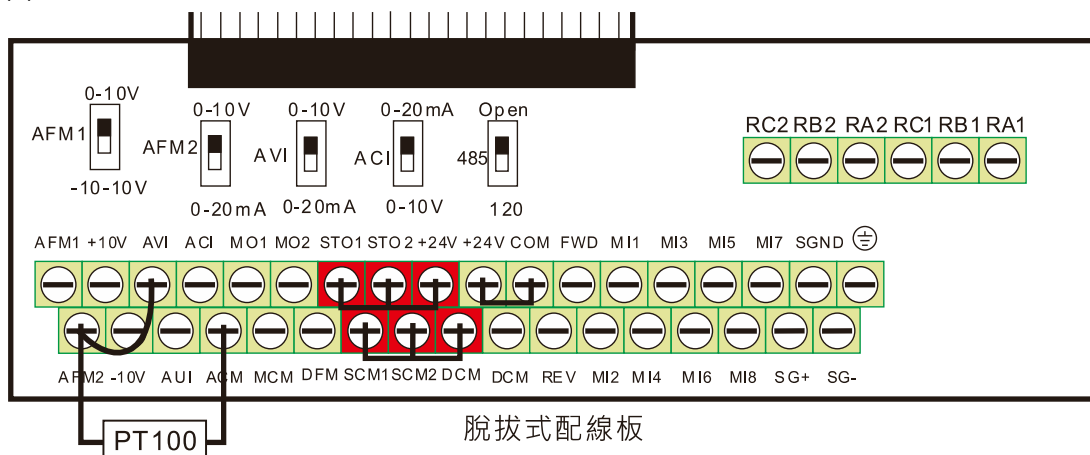 0-10V
AFM1
-10-10V
0-10V
AFM2
0-20mA
0-10V
AVI
0-20mA
0-20mA
ACI
0-10V
Open
485
120
RC2 RB2 RA2 RC1 RB1 RA1
AFM1 +10V AVI ACI MO1 MO2 STO1 STO2 +24V +24V COM FWD MI1 MI3 MI5 MI7 SGND
AFM2 -10V AUI ACM MCM DFM SCM1 SCM2 DCM DCM REV MI2 MI4 MI6 MI8 SG+ SG-
PT100
脫拔式配線板